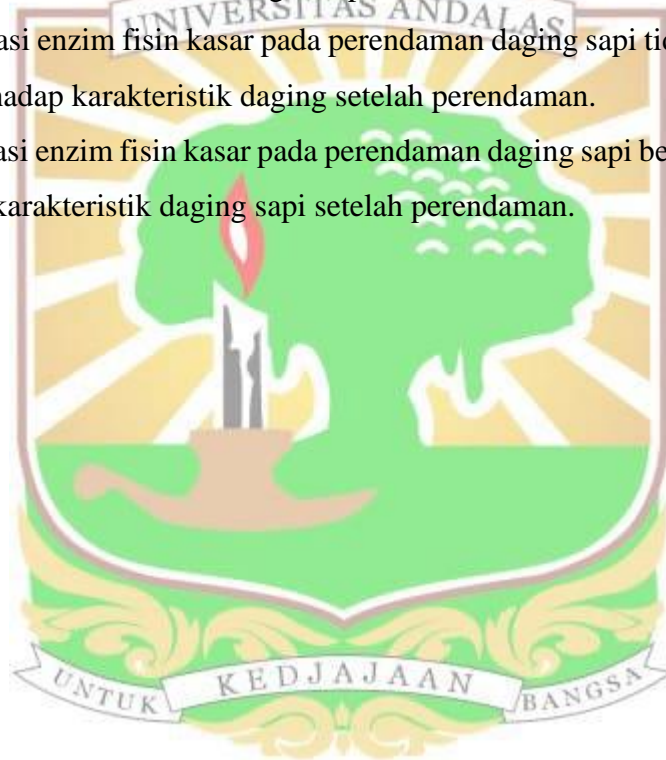 UNIVERSITAS ANDALAS
asi enzim fisin kasar pada perendaman daging sapi
hadap karakteristik daging setelah perendaman.
asi enzim fisin kasar pada perendaman daging sapi be
karakteristik daging sapi setelah perendaman.
UNTUK KEDJAJAAN BANGSA